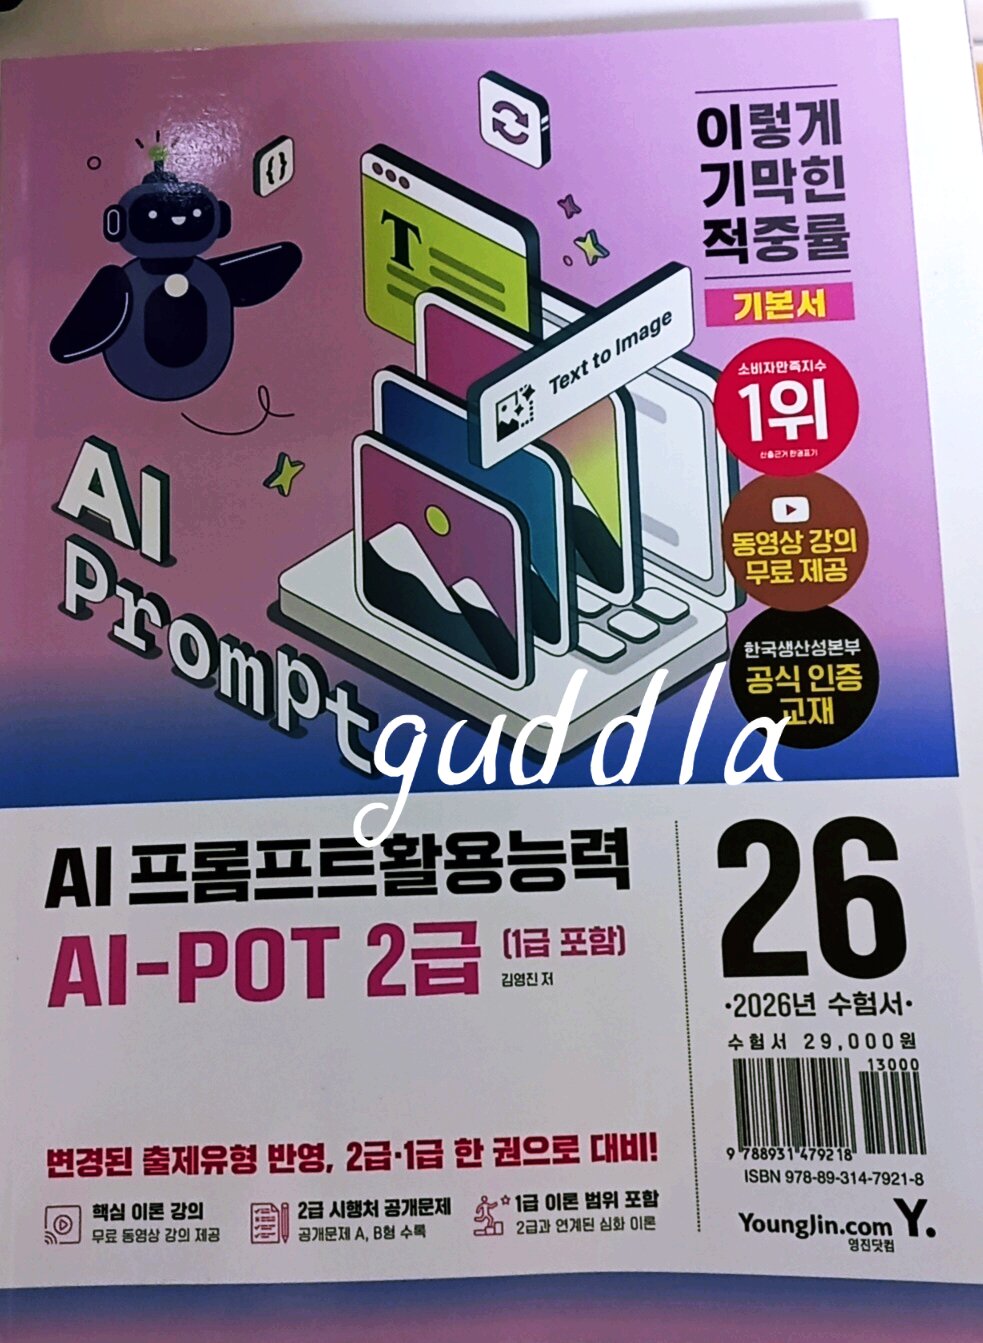 이렇게
기막힌
적중률
기본서
소비자만족지수
1위
산출근거 판권표기
동영상 강의
무료 제공
한국생산성본부
공식 인증
교재
{}
T
Text to Image
AI
Prompt
guddla
AI 프롬프트활용능력
AI-POT 2급 (1급 포함)
김영진 저
26
•2026년 수험서•
수험서 29,000원
13000
9 788931 479218
ISBN 978-89-314-7921-8
변경된 출제유형 반영, 2급·1급 한 권으로 대비!
핵심 이론 강의
무료 동영상 강의 제공
2급 시행처 공개문제
공개문제 A, B형 수록
1급 이론 범위 포함
2급과 연계된 심화 이론
YoungJin.com Y.
영진닷컴